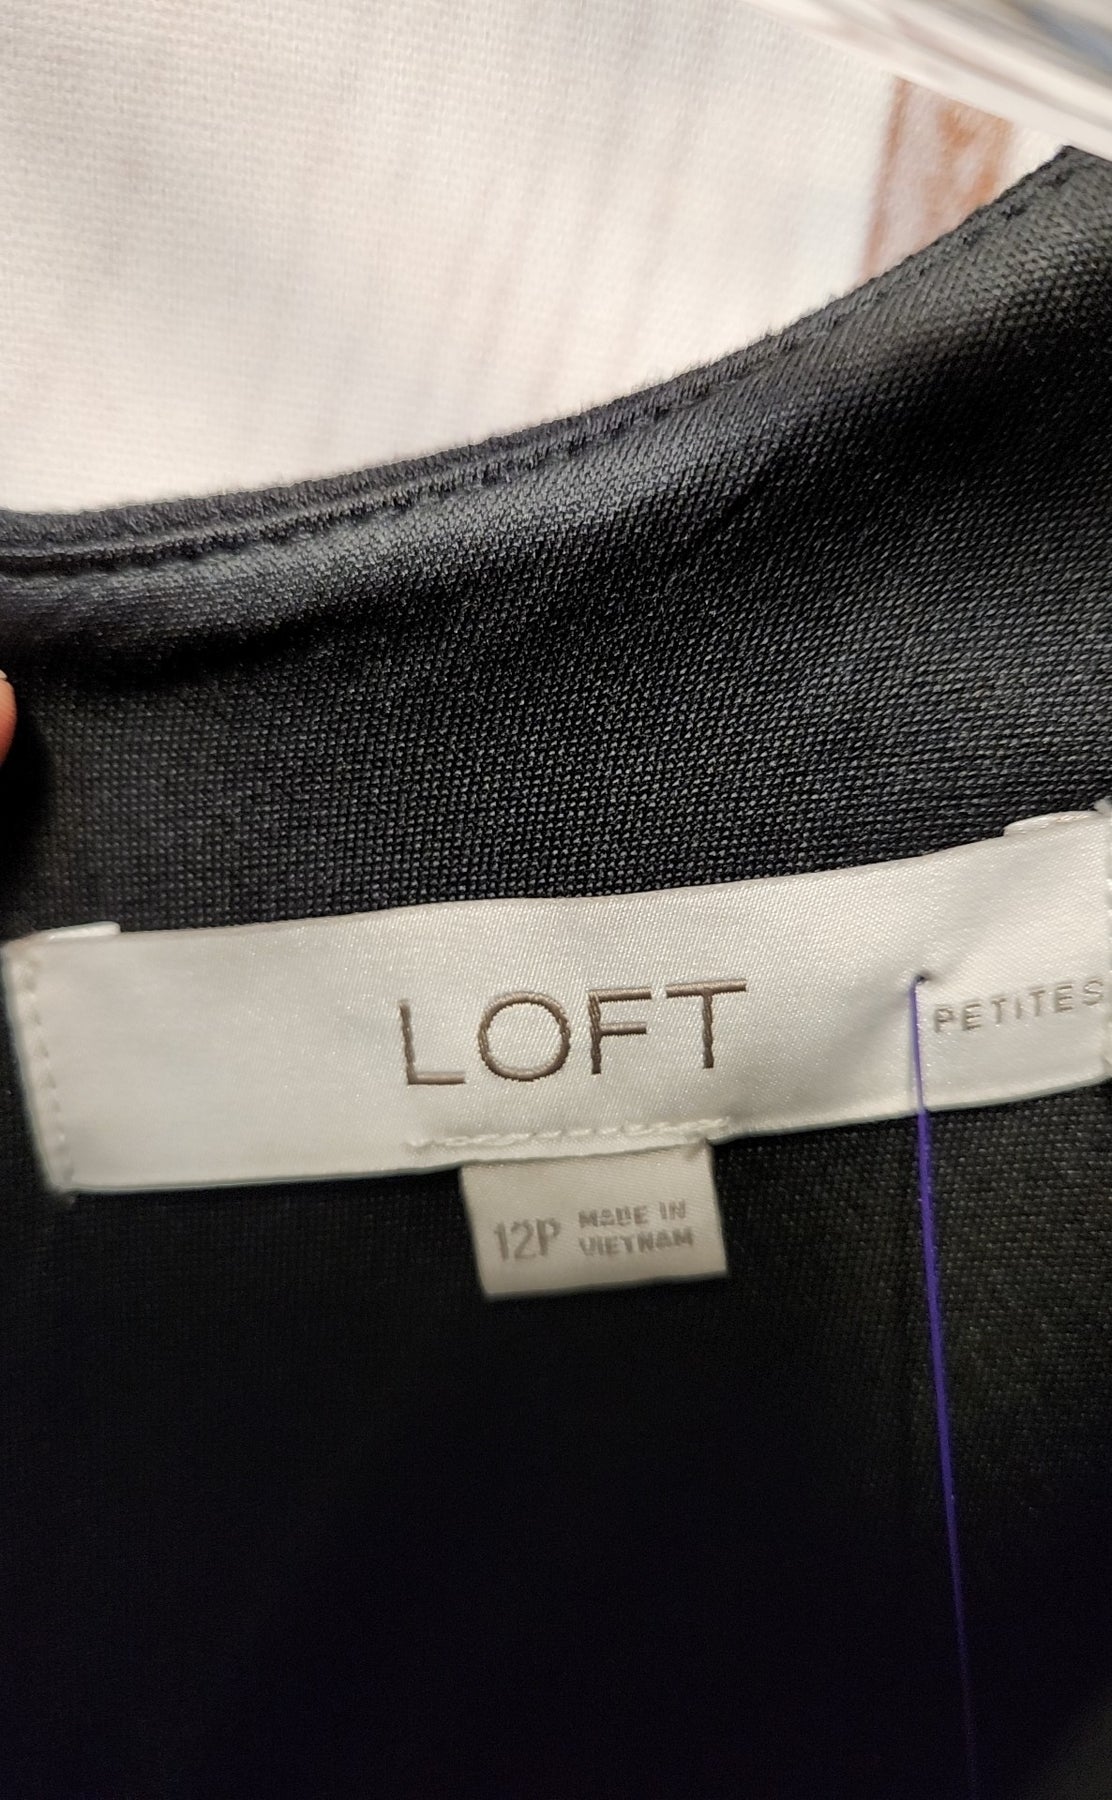 LOFT
PETITES
12P MADE IN
VIETNAM